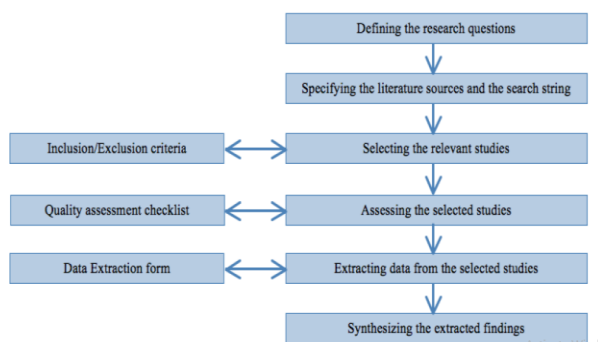 Defining the research questions
Specifying the literature sources and the search string
Inclusion/Exclusion criteria
Selecting the relevant studies
Quality assessment checklist
Assessing the selected studies
Data Extraction form
Extracting data from the selected studies
Synthesizing the extracted findings